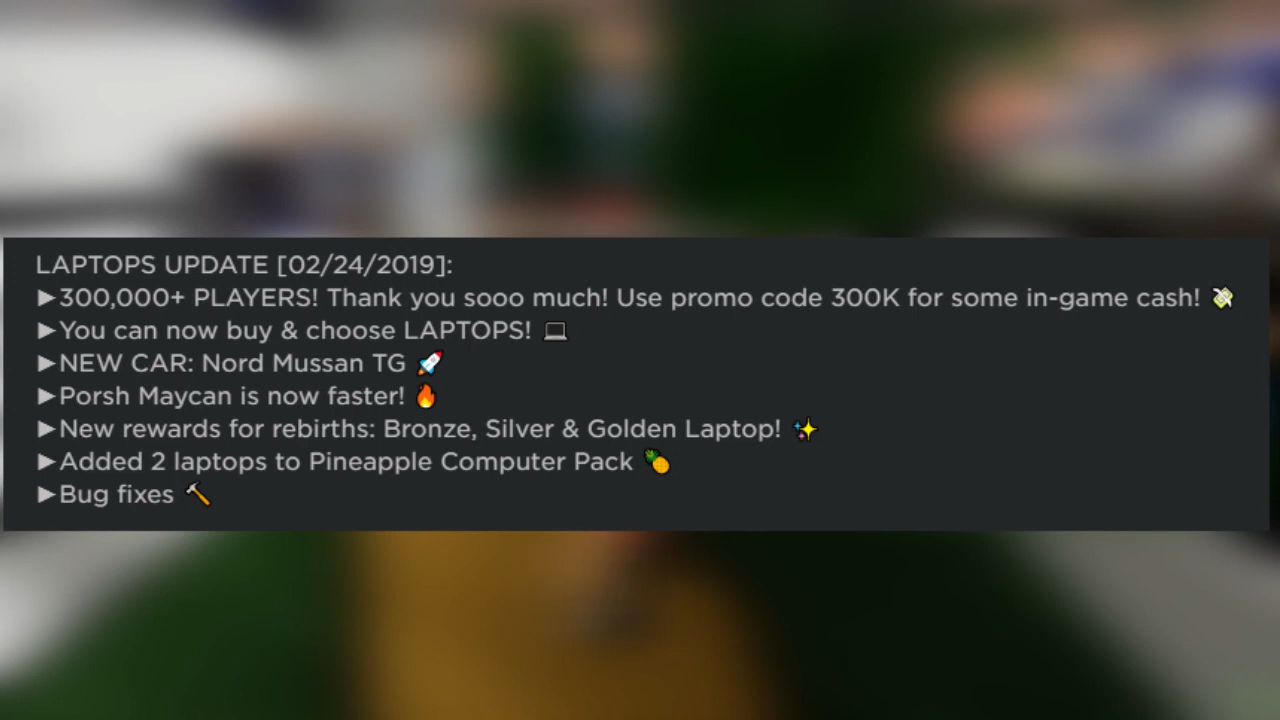 LAPTOPS UPDATE [02/24/2019]:
►300,000+ PLAYERS! Thank you sooo much! Use promo code 300K for some in-game cash! 💸
►You can now buy & choose LAPTOPS! 💻
►NEW CAR: Nord Mussan TG 🚀
►Porsh Maycan is now faster! 🔥
►New rewards for rebirths: Bronze, Silver & Golden Laptop! ✨
►Added 2 laptops to Pineapple Computer Pack 🍍
►Bug fixes 🔨